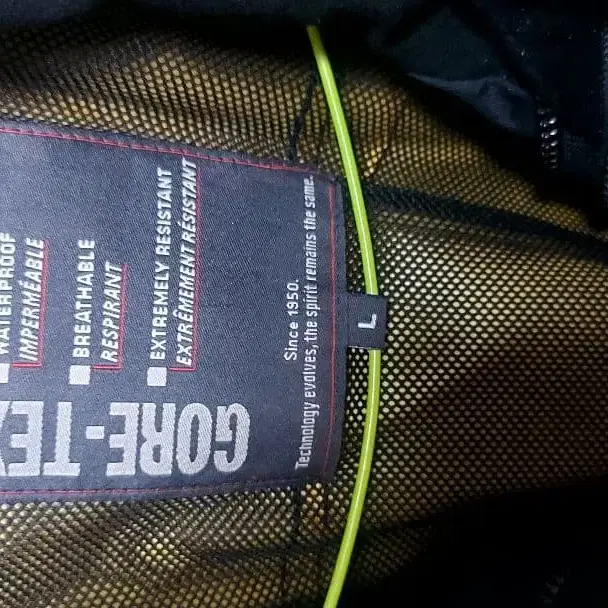 GORE-TEX
WATERPROOF
IMPERMÉABLE
BREATHABLE
RESPIRANT
EXTREMELY RESISTANT
EXTRÊMEMENT RÉSISTANT
Since 1950.
Technology evolves, the spirit remains the same.
L